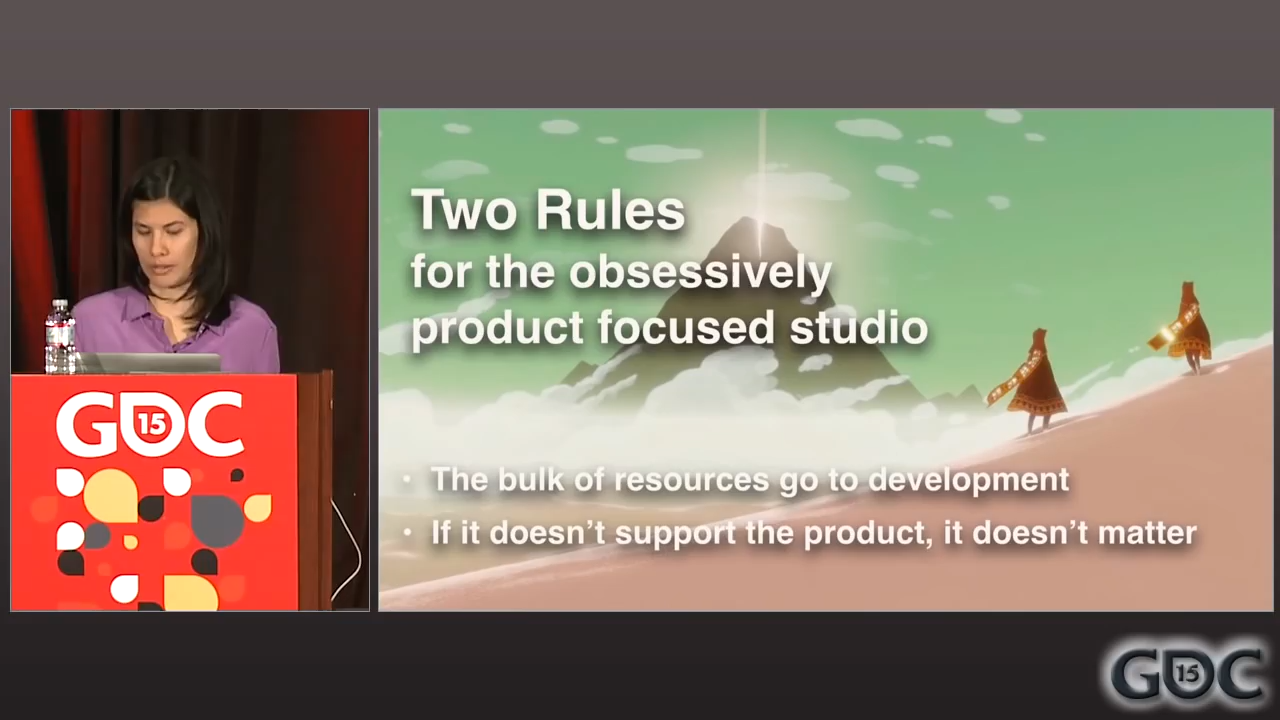 GDC
15
Two Rules
for the obsessively
product focused studio
• The bulk of resources go to development
• If it doesn’t support the product, it doesn’t matter
GDC
15